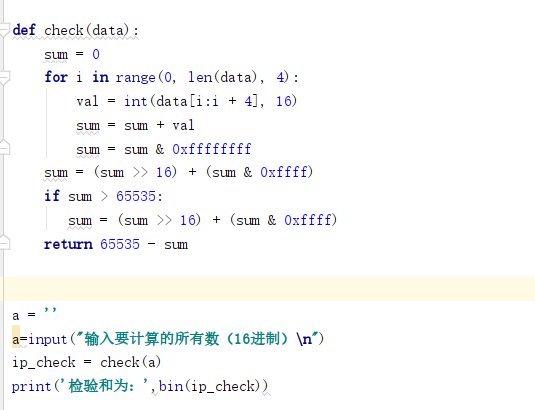 def check(data):
    sum = 0
    for i in range(0, len(data), 4):
        val = int(data[i:i + 4], 16)
        sum = sum + val
        sum = sum & 0xffffffff
    sum = (sum >> 16) + (sum & 0xffff)
    if sum > 65535:
       sum = (sum >> 16) + (sum & 0xffff)
    return 65535 - sum
a = ''
a=input("输入要计算的所有数（16进制）\n")
ip_check = check(a)
print('检验和为：',bin(ip_check))